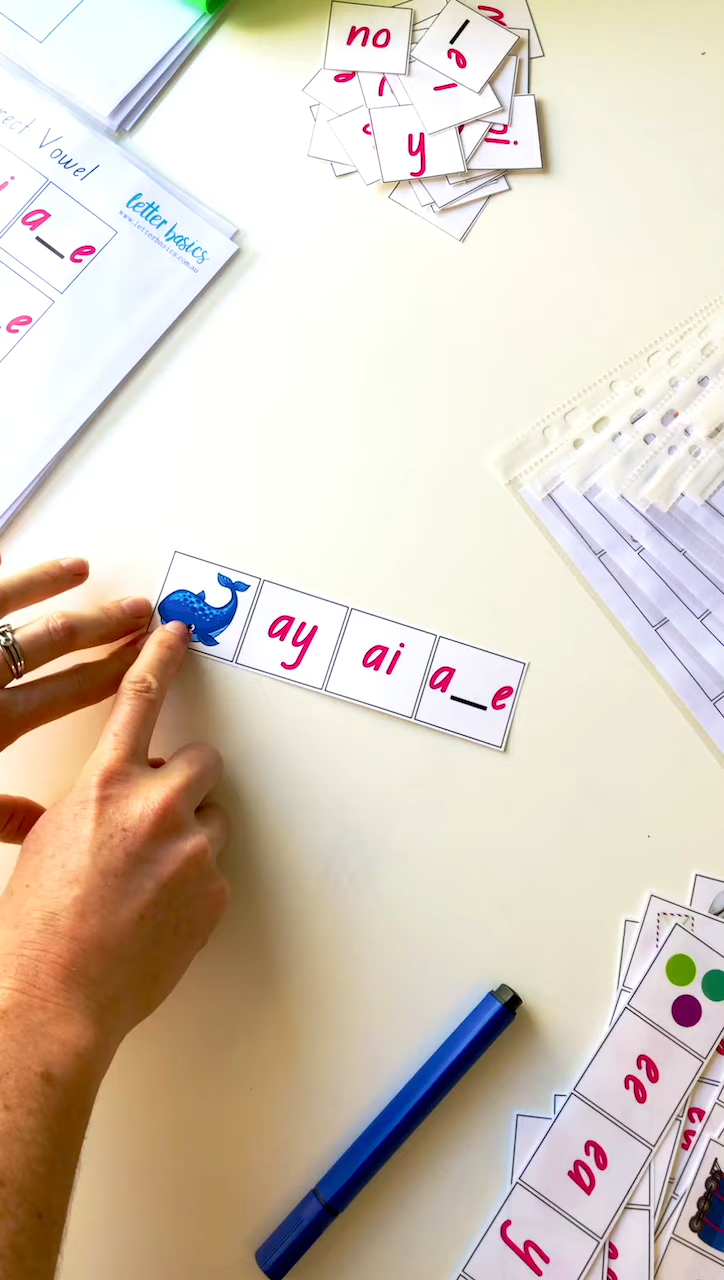 no
e
y
ect Vowel
letter basics
www.letterbasics.com.au
i
a_e
e
ay ai a_e
ee
ea
y